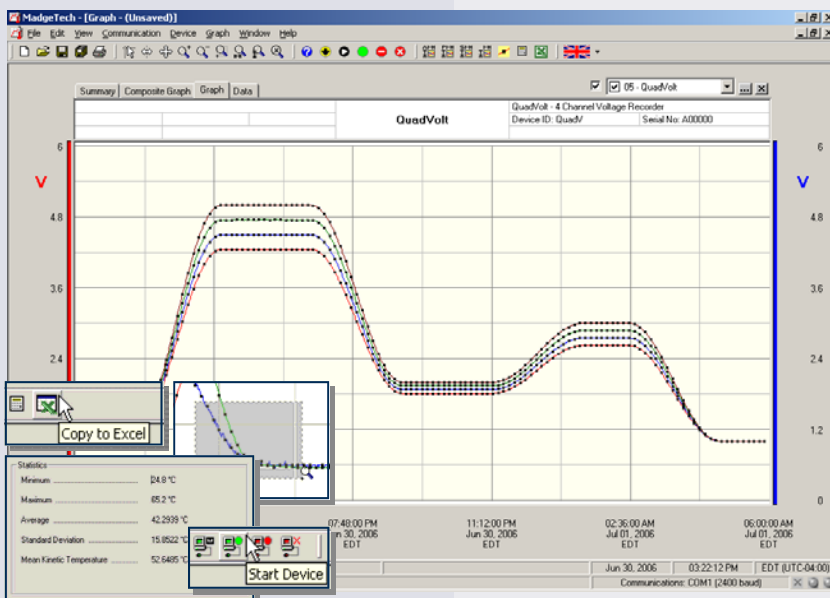 MadgeTech - [Graph - (Unsaved)]
File Edit View Communication Device Graph Window Help
Summary Composite Graph Graph Data
05 - QuadVolt
QuadVolt
QuadVolt - 4 Channel Voltage Recorder
Device ID: QuadV Serial No: A00000
6 6
V V
4.8 4.8
3.6 3.6
2.4 2.4
1.2
0
Copy to Excel
Statistics
Minimum 24.8 °C
Maximum 65.2 °C
Average 42.2939 °C
Standard Deviation 15.8522 °C
Mean Kinetic Temperature 52.6485 °C
Start Device
07:48:00 PM 11:12:00 PM 02:36:00 AM 06:00:00 AM
n 30, 2006 Jun 30, 2006 Jul 01, 2006 Jul 01, 2006
EDT EDT EDT EDT
Jun 30, 2006 03:22:12 PM EDT (UTC-04:00)
Communications: COM1 (2400 baud)